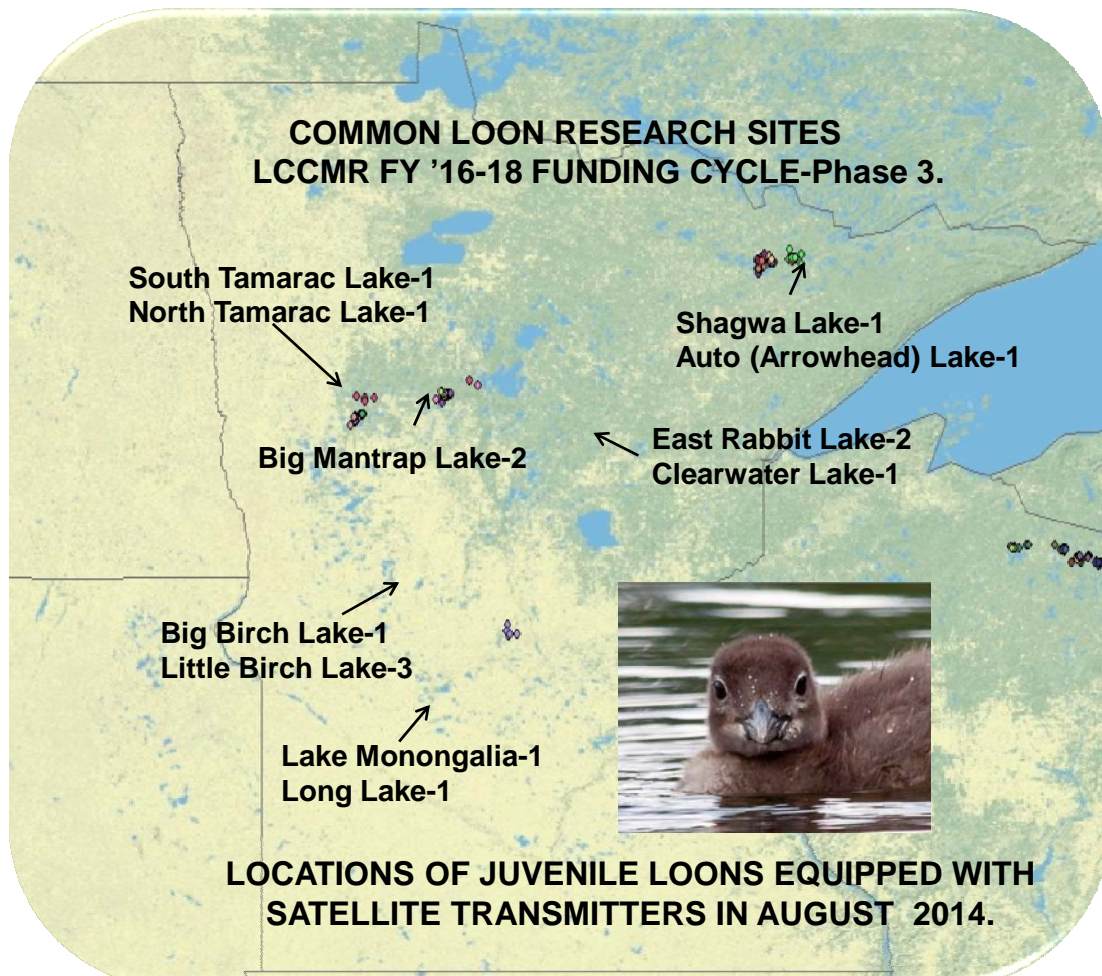 COMMON LOON RESEARCH SITES
LCCMR FY '16-18 FUNDING CYCLE-Phase 3.
South Tamarac Lake-1
North Tamarac Lake-1
Shagwa Lake-1
Auto (Arrowhead) Lake-1
Big Mantrap Lake-2
East Rabbit Lake-2
Clearwater Lake-1
Big Birch Lake-1
Little Birch Lake-3
Lake Monongalia-1
Long Lake-1
LOCATIONS OF JUVENILE LOONS EQUIPPED WITH
SATELLITE TRANSMITTERS IN AUGUST 2014.